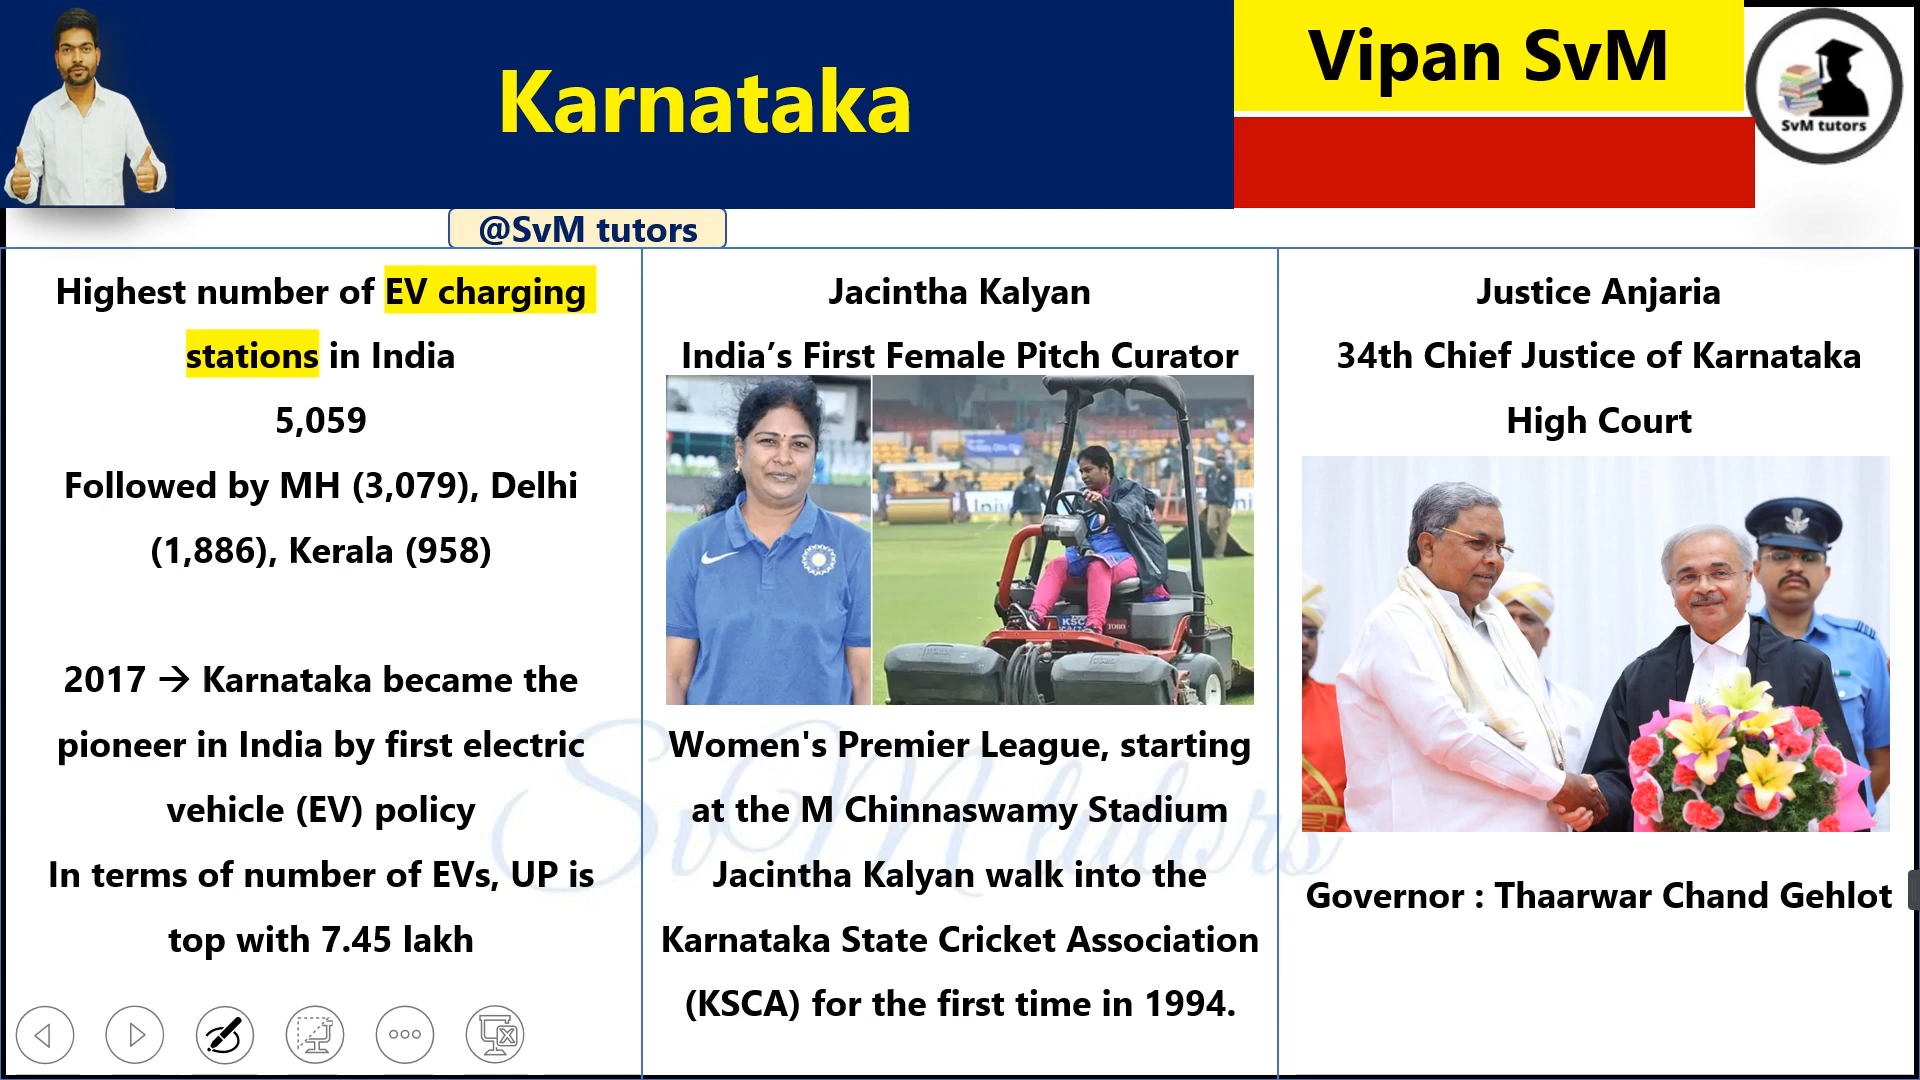 Karnataka
Vipan SvM
SvM tutors
@SvM tutors
Highest number of EV charging
stations in India
5,059
Followed by MH (3,079), Delhi
(1,886), Kerala (958)
2017 → Karnataka became the
pioneer in India by first electric
vehicle (EV) policy
In terms of number of EVs, UP is
top with 7.45 lakh
Jacintha Kalyan
India’s First Female Pitch Curator
KSC
TORO
Women's Premier League, starting
at the M Chinnaswamy Stadium
Jacintha Kalyan walk into the
Karnataka State Cricket Association
(KSCA) for the first time in 1994.
Justice Anjaria
34th Chief Justice of Karnataka
High Court
Governor : Thaarwar Chand Gehlot
SvM tutors